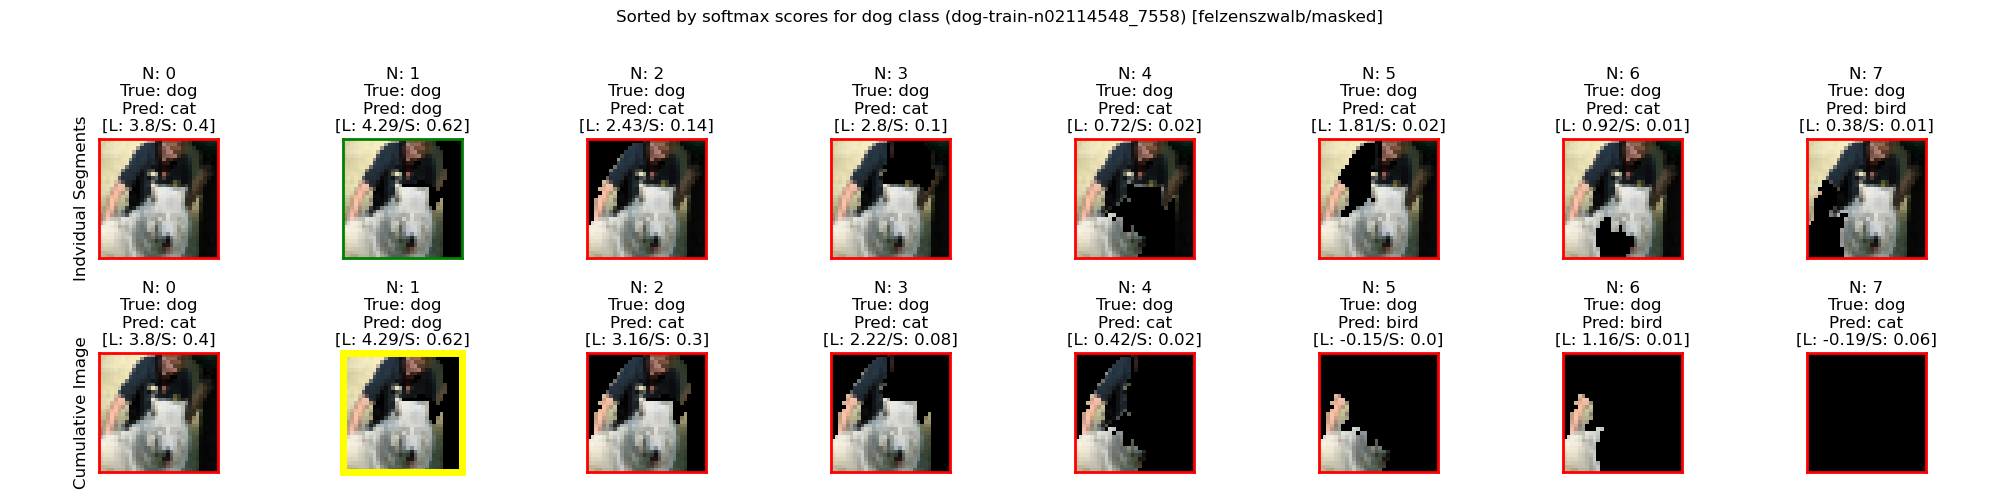 Sorted by softmax scores for dog class (dog-train-n02114548_7558) [felzenszwalb/masked]
Indvidual Segments
N: 0
True: dog
Pred: cat
[L: 3.8/S: 0.4]
N: 1
True: dog
Pred: dog
[L: 4.29/S: 0.62]
N: 2
True: dog
Pred: cat
[L: 2.43/S: 0.14]
N: 3
True: dog
Pred: cat
[L: 2.8/S: 0.1]
N: 4
True: dog
Pred: cat
[L: 0.72/S: 0.02]
N: 5
True: dog
Pred: cat
[L: 1.81/S: 0.02]
N: 6
True: dog
Pred: cat
[L: 0.92/S: 0.01]
N: 7
True: dog
Pred: bird
[L: 0.38/S: 0.01]
Cumulative Image
N: 0
True: dog
Pred: cat
[L: 3.8/S: 0.4]
N: 1
True: dog
Pred: dog
[L: 4.29/S: 0.62]
N: 2
True: dog
Pred: cat
[L: 3.16/S: 0.3]
N: 3
True: dog
Pred: cat
[L: 2.22/S: 0.08]
N: 4
True: dog
Pred: cat
[L: 0.42/S: 0.02]
N: 5
True: dog
Pred: bird
[L: -0.15/S: 0.0]
N: 6
True: dog
Pred: bird
[L: 1.16/S: 0.01]
N: 7
True: dog
Pred: cat
[L: -0.19/S: 0.06]